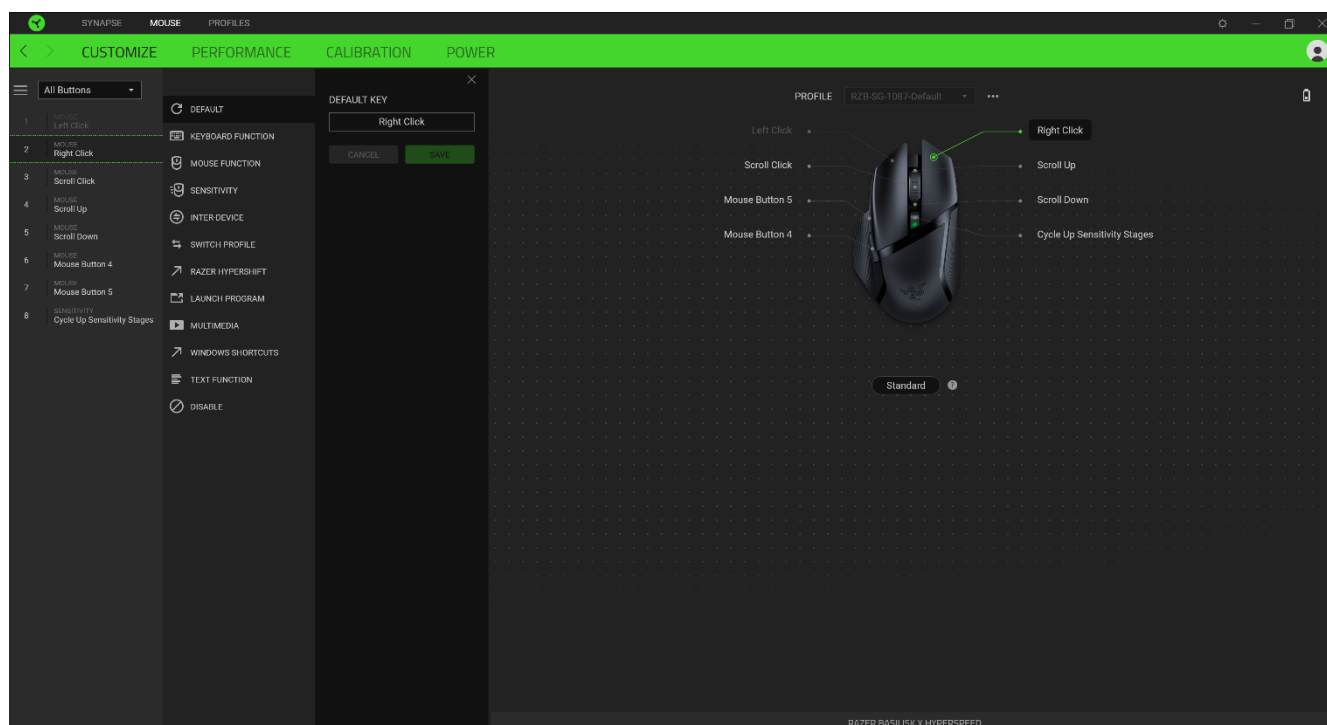 SYNAPSE MOUSE PROFILES
CUSTOMIZE PERFORMANCE CALIBRATION POWER
All Buttons
1 MOUSE
Left Click
2 MOUSE
Right Click
3 MOUSE
Scroll Click
4 MOUSE
Scroll Up
5 MOUSE
Scroll Down
6 MOUSE
Mouse Button 4
7 MOUSE
Mouse Button 5
8 SENSITIVITY
Cycle Up Sensitivity Stages
DEFAULT
KEYBOARD FUNCTION
MOUSE FUNCTION
SENSITIVITY
INTER-DEVICE
SWITCH PROFILE
RAZER HYPERSHIFT
LAUNCH PROGRAM
MULTIMEDIA
WINDOWS SHORTCUTS
TEXT FUNCTION
DISABLE
DEFAULT KEY
Right Click
CANCEL SAVE
PROFILE RZB-SG-1087-Default
Left Click
Scroll Click
Mouse Button 5
Mouse Button 4
Right Click
Scroll Up
Scroll Down
Cycle Up Sensitivity Stages
Standard ?
RAZER BASILISK X HYPERSPEED